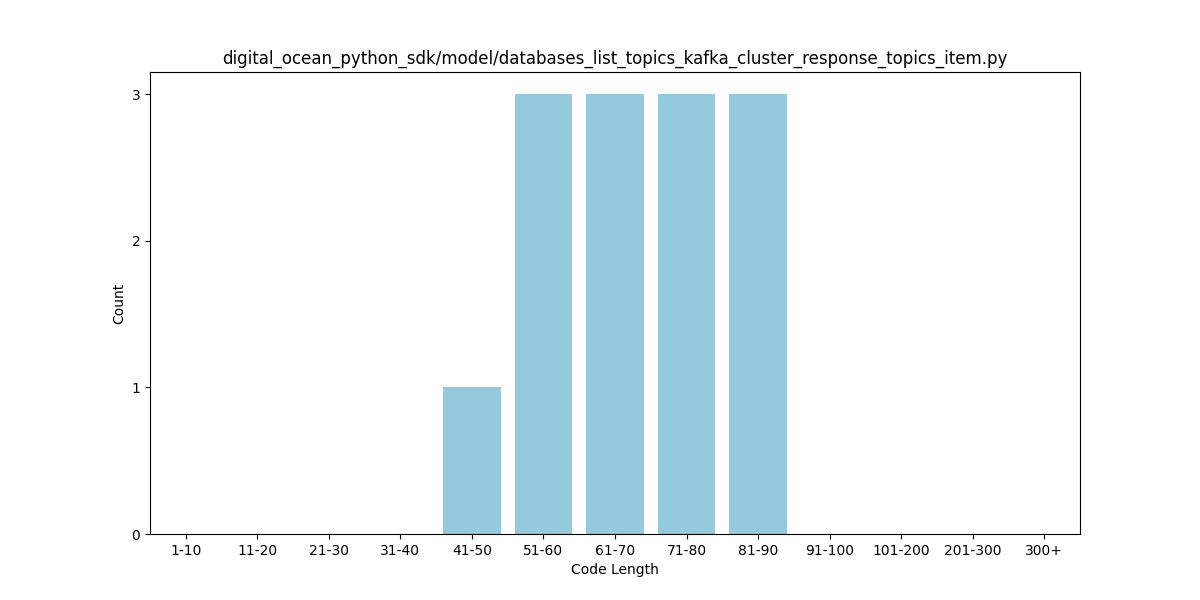 digital_ocean_python_sdk/model/databases_list_topics_kafka_cluster_response_topics_item.py
3
2
1
0
Count
1-10 11-20 21-30 31-40 41-50 51-60 61-70 71-80 81-90 91-100 101-200 201-300 300+
Code Length